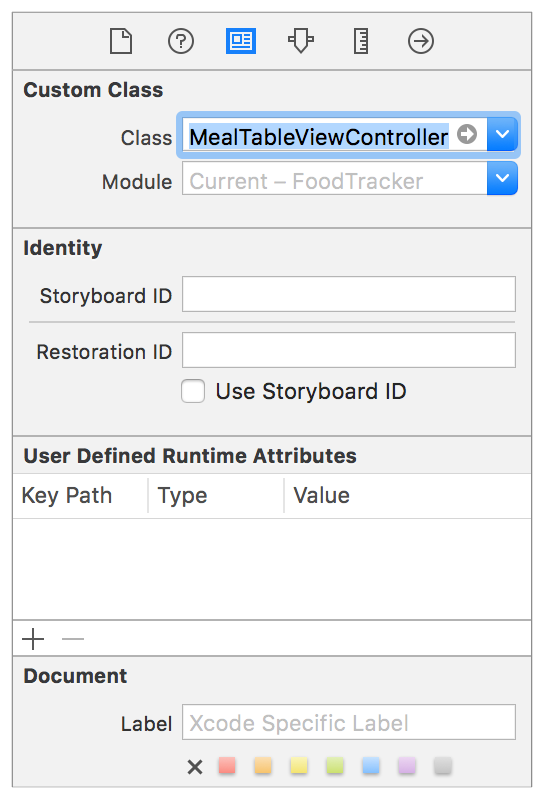 Custom Class
Class MealTableViewController
Module Current – FoodTracker
Identity
Storyboard ID
Restoration ID
Use Storyboard ID
User Defined Runtime Attributes
Key Path Type Value
Document
Label Xcode Specific Label